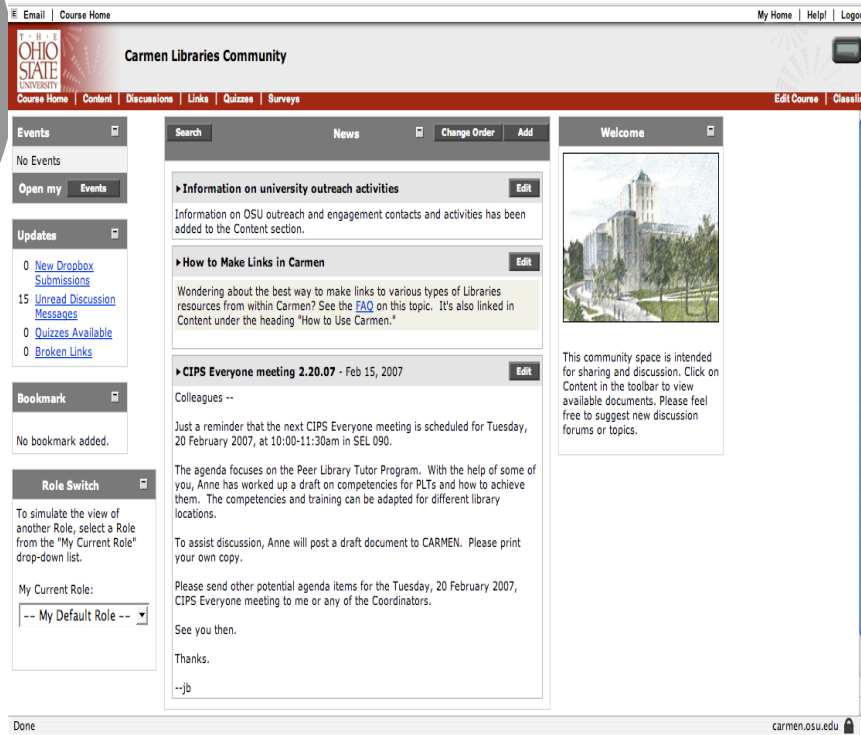 Email | Course Home
My Home | Help! | Logou
T · H · E
OHIO
STATE
UNIVERSITY
Carmen Libraries Community
Course Home | Content | Discussions | Links | Quizzes | Surveys
Edit Course | Classli
Events
No Events
Open my Events
Updates
0 New Dropbox
Submissions
15 Unread Discussion
Messages
0 Quizzes Available
0 Broken Links
Bookmark
No bookmark added.
Role Switch
To simulate the view of
another Role, select a Role
from the "My Current Role"
drop-down list.
My Current Role:
-- My Default Role --
Search News Change Order Add
Information on university outreach activities Edit
Information on OSU outreach and engagement contacts and activities has been
added to the Content section.
How to Make Links in Carmen Edit
Wondering about the best way to make links to various types of Libraries
resources from within Carmen? See the FAQ on this topic. It's also linked in
Content under the heading "How to Use Carmen."
CIPS Everyone meeting 2.20.07 - Feb 15, 2007 Edit
Colleagues --
Just a reminder that the next CIPS Everyone meeting is scheduled for Tuesday,
20 February 2007, at 10:00-11:30am in SEL 090.
The agenda focuses on the Peer Library Tutor Program. With the help of some of
you, Anne has worked up a draft on competencies for PLTs and how to achieve
them. The competencies and training can be adapted for different library
locations.
To assist discussion, Anne will post a draft document to CARMEN. Please print
your own copy.
Please send other potential agenda items for the Tuesday, 20 February 2007,
CIPS Everyone meeting to me or any of the Coordinators.
See you then.
Thanks.
--jb
Welcome
This community space is intended
for sharing and discussion. Click on
Content in the toolbar to view
available documents. Please feel
free to suggest new discussion
forums or topics.
Done
carmen.osu.edu